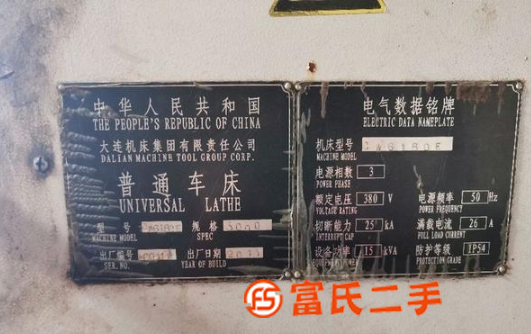 中华人民共和国
THE PEOPLE'S REPUBLIC OF CHINA
大连机床集团有限责任公司
DALIAN MACHINE TOOL GROUP CORP.
普通车床
UNIVERSAL LATHE
型号 规格
MACHINE MODEL SPEC
出厂编号 出厂日期
SER.NO. YEAR OF BUILD
电气数据铭牌
ELECTRIC DATA NAMEPLATE
机床型号
MACHINE MODEL
电源相数 3
POWER PHASE
额定电压 380 V 电源频率 50 Hz
VOLTAGE RATING POWER FREQUENCY
切断能力 25 kA 满载电流 26 A
INTERRUPT CAP FULL LOAD CURRENT
设备功率 15 kVA 防护等级 IP54
EQUIPMENT POWER PROTECTION GRADE
富氏二手